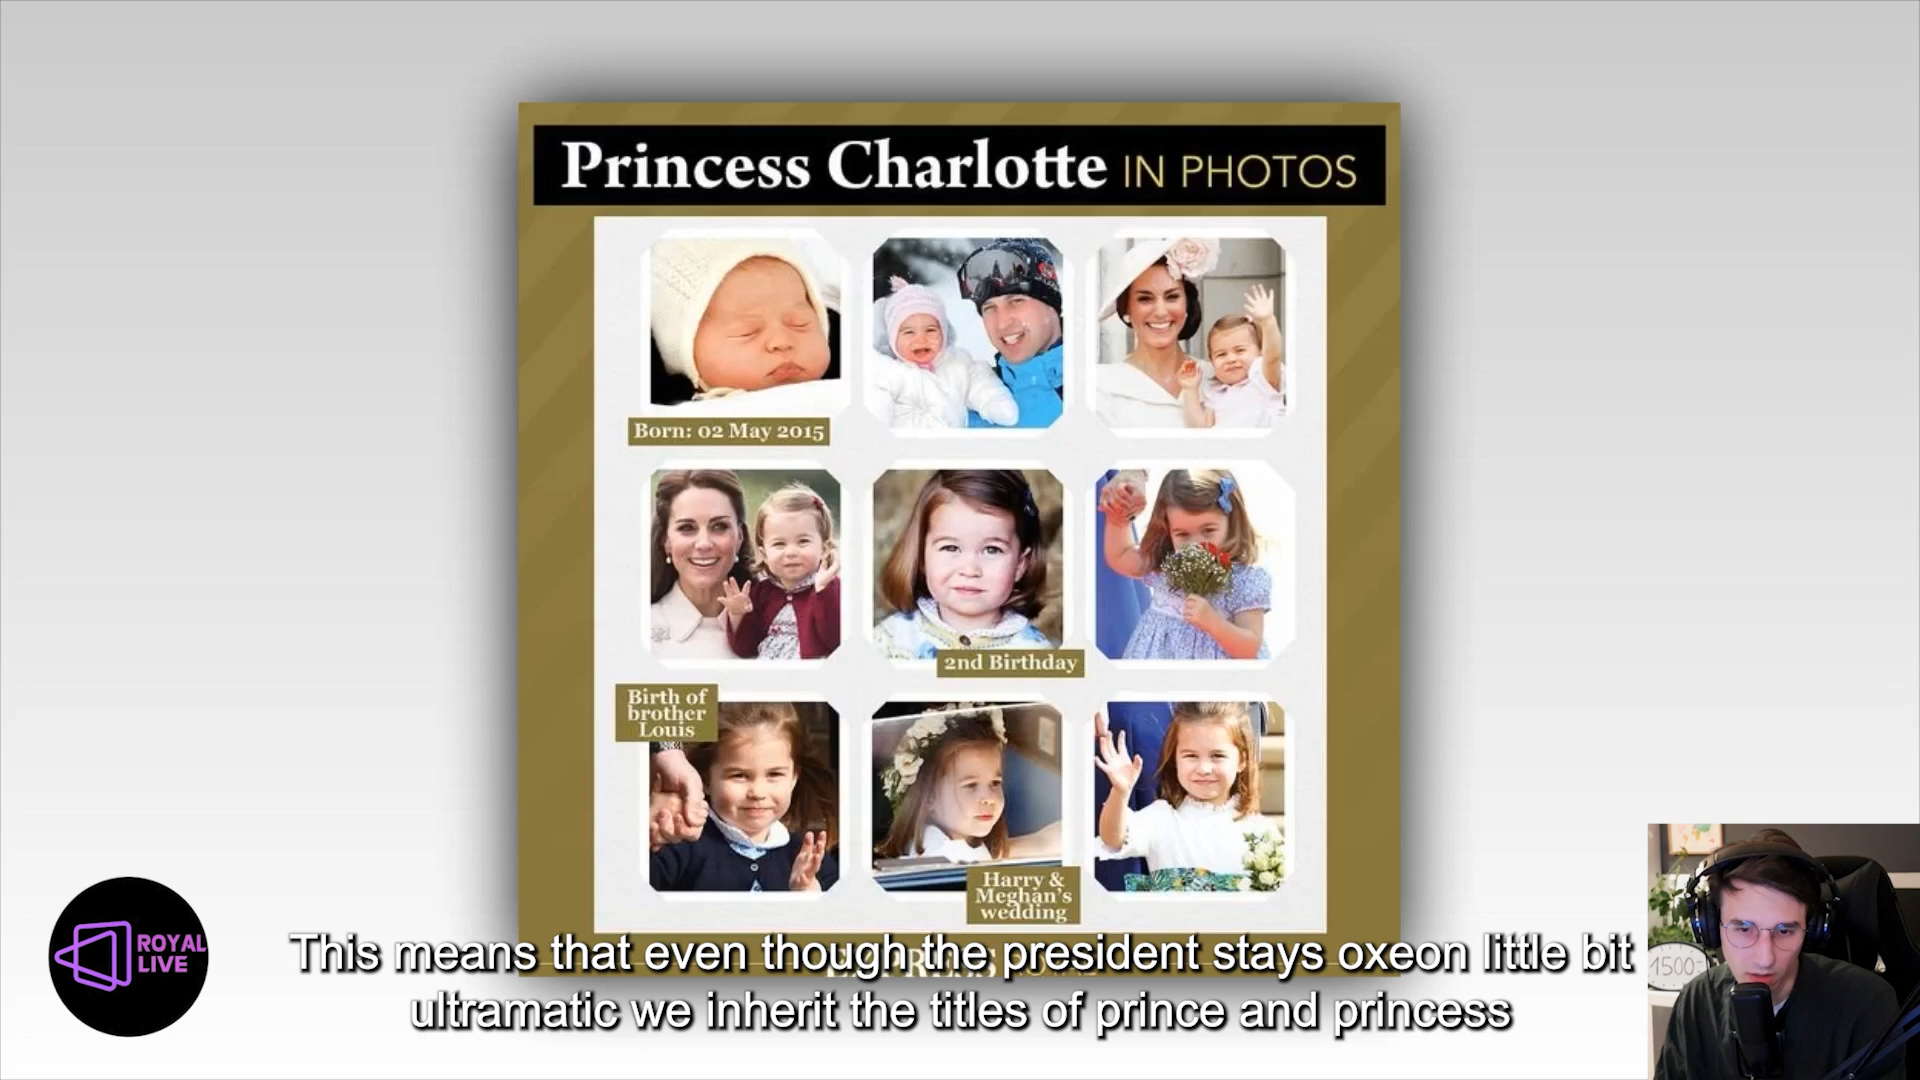 Princess Charlotte IN PHOTOS
Born: 02 May 2015
2nd Birthday
Birth of
brother
Louis
Harry &
Meghan's
wedding
ROYAL
LIVE
This means that even though the president stays oxeon little bit
ultramatic we inherit the titles of prince and princess
1500